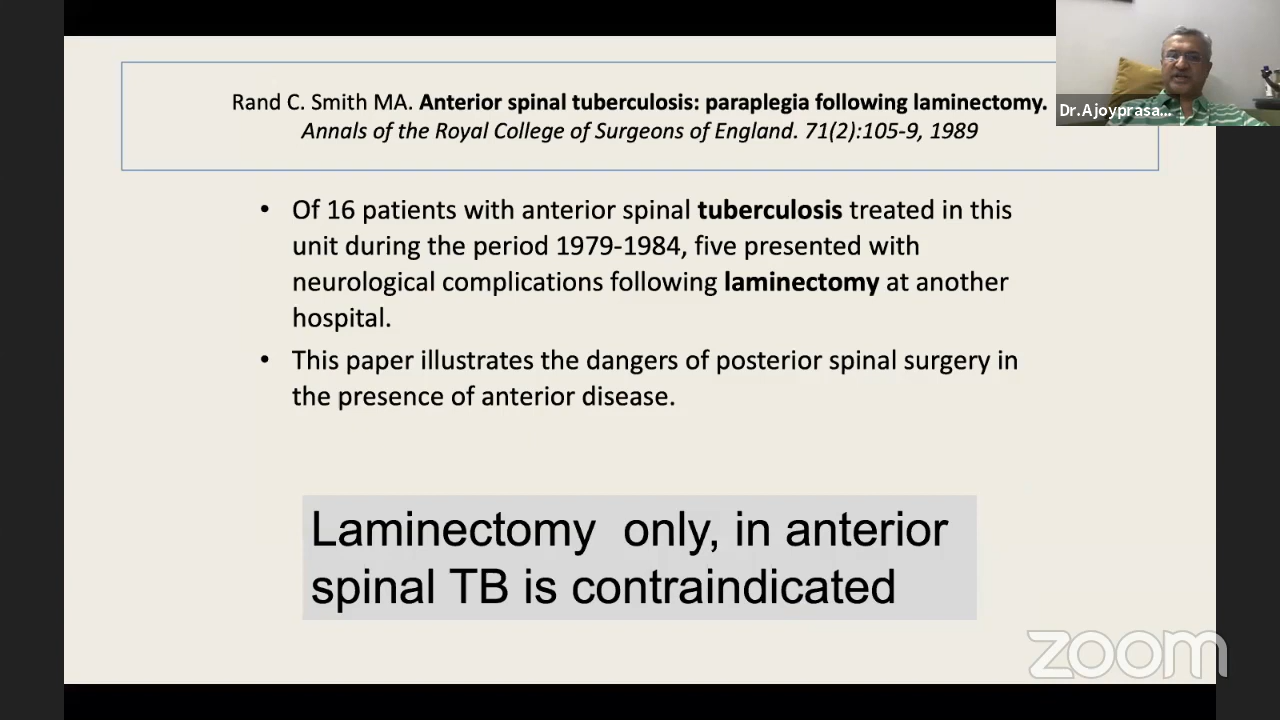 Rand C. Smith MA. Anterior spinal tuberculosis: paraplegia following laminectomy.
Annals of the Royal College of Surgeons of England. 71(2):105-9, 1989
Dr.Ajoyprasa...
• Of 16 patients with anterior spinal tuberculosis treated in this
unit during the period 1979-1984, five presented with
neurological complications following laminectomy at another
hospital.
• This paper illustrates the dangers of posterior spinal surgery in
the presence of anterior disease.
Laminectomy only, in anterior
spinal TB is contraindicated
zoom